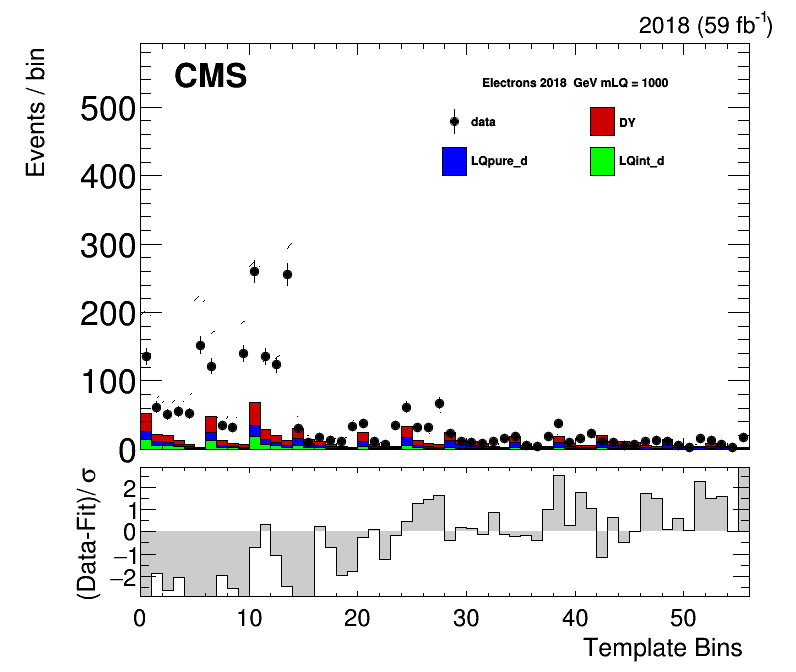 2018 (59 fb-1)
CMS
Electrons 2018 GeV mLQ = 1000
data
DY
LQpure_d
LQint_d
Events / bin
500
400
300
200
100
0
(Data-Fit)/ σ
2
1
0
−1
−2
0 10 20 30 40 50
Template Bins